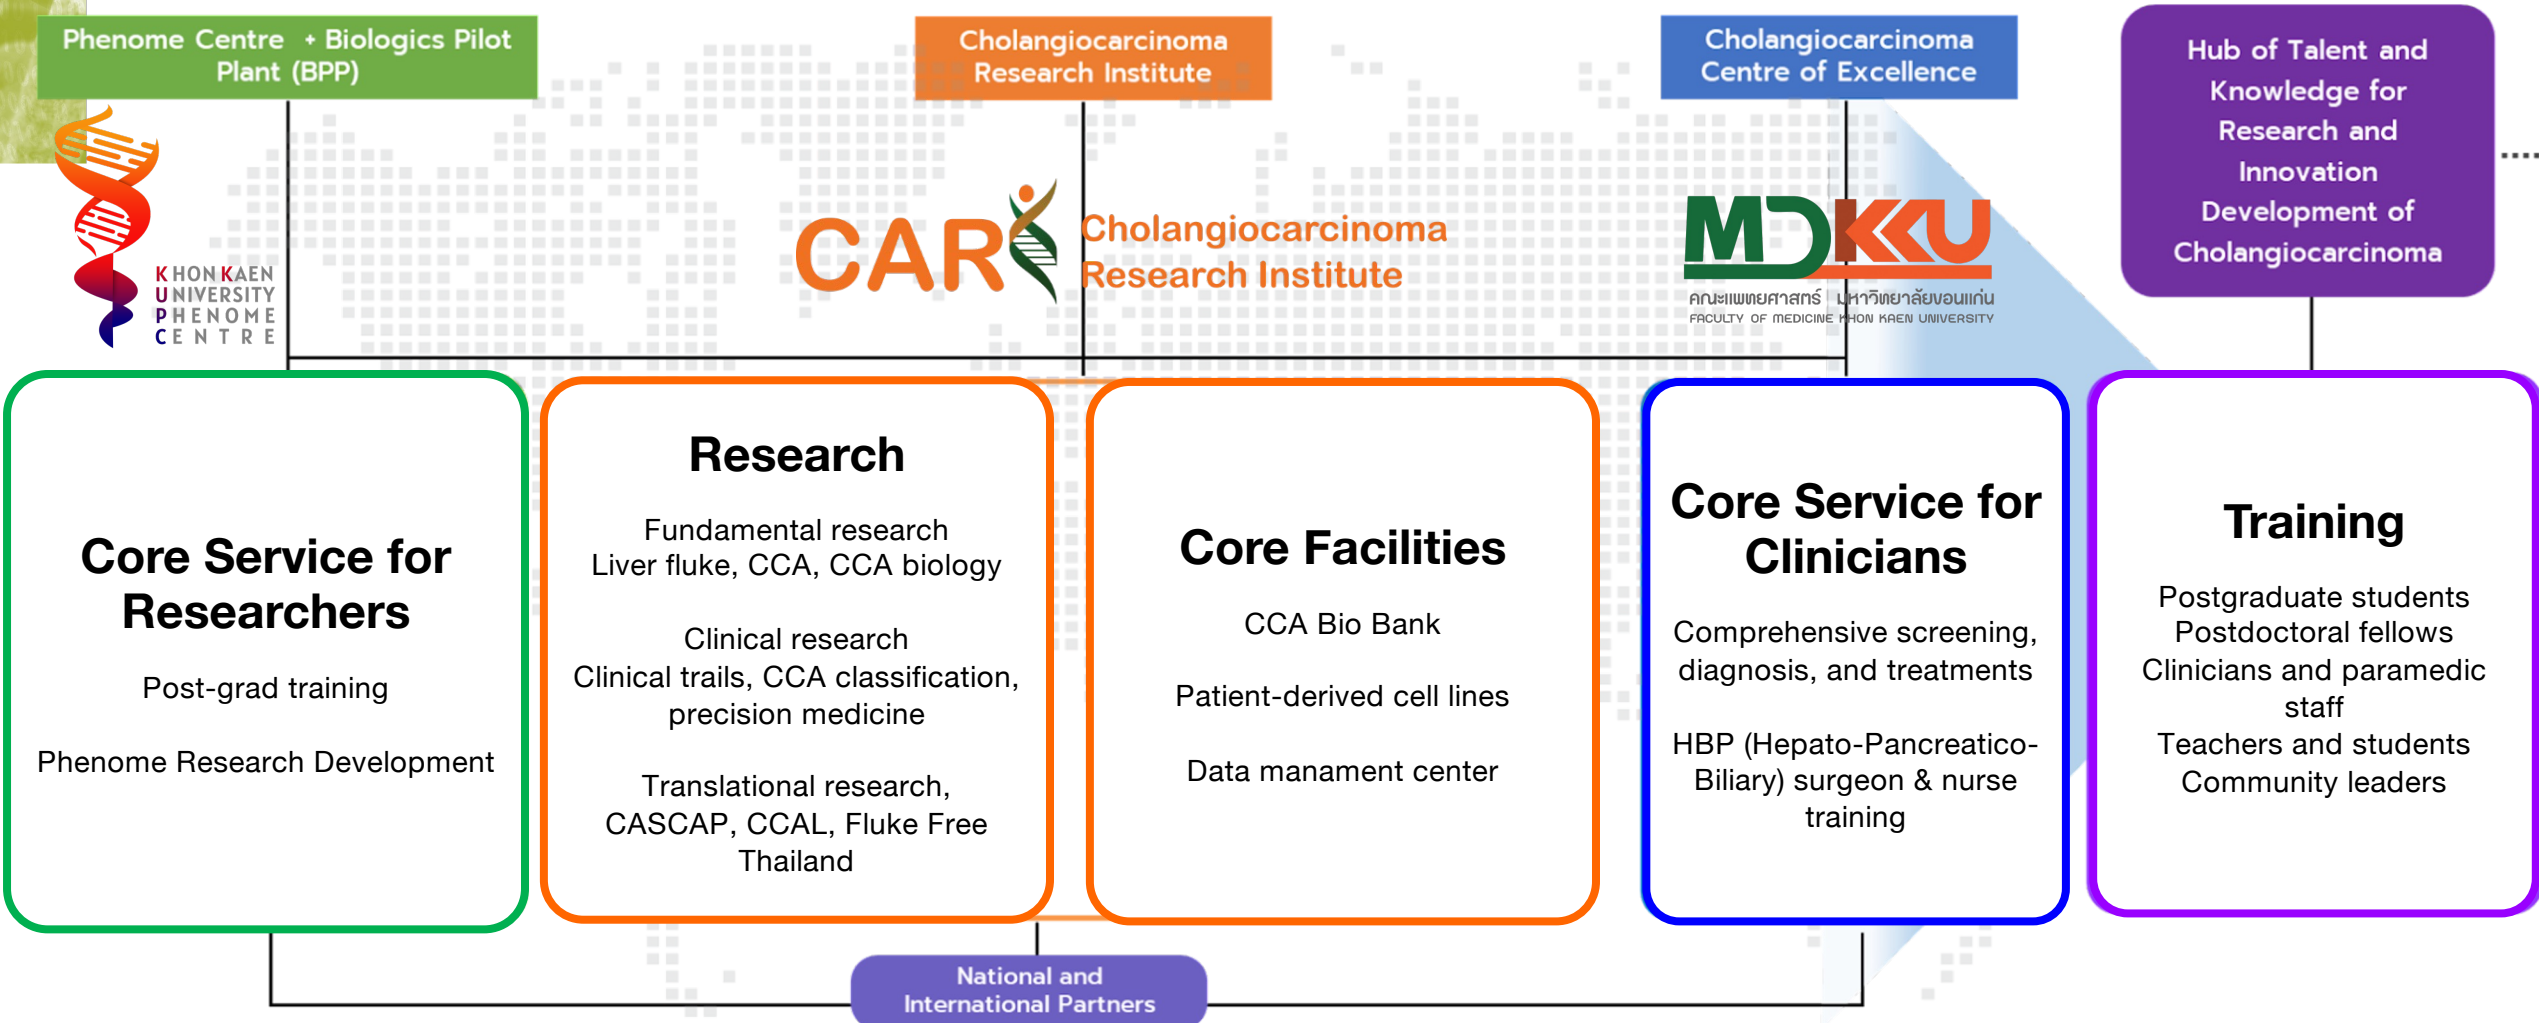 Phenome Centre + Biologics Pilot
Plant (BPP)
Cholangiocarcinoma
Research Institute
Cholangiocarcinoma
Centre of Excellence
Hub of Talent and
Knowledge for
Research and
Innovation
Development of
Cholangiocarcinoma
KHON KAEN
UNIVERSITY
PHENOME
CENTRE
CARI
Cholangiocarcinoma
Research Institute
MDKKU
คณะแพทยศาสตร์ มหาวิทยาลัยขอนแก่น
FACULTY OF MEDICINE KHON KAEN UNIVERSITY
Core Service for
Researchers
Post-grad training
Phenome Research Development
Research
Fundamental research
Liver fluke, CCA, CCA biology
Clinical research
Clinical trails, CCA classification,
precision medicine
Translational research,
CASCAP, CCAL, Fluke Free
Thailand
Core Facilities
CCA Bio Bank
Patient-derived cell lines
Data manament center
Core Service for
Clinicians
Comprehensive screening,
diagnosis, and treatments
HBP (Hepato-Pancreatico-
Biliary) surgeon & nurse
training
Training
Postgraduate students
Postdoctoral fellows
Clinicians and paramedic
staff
Teachers and students
Community leaders
National and
International Partners